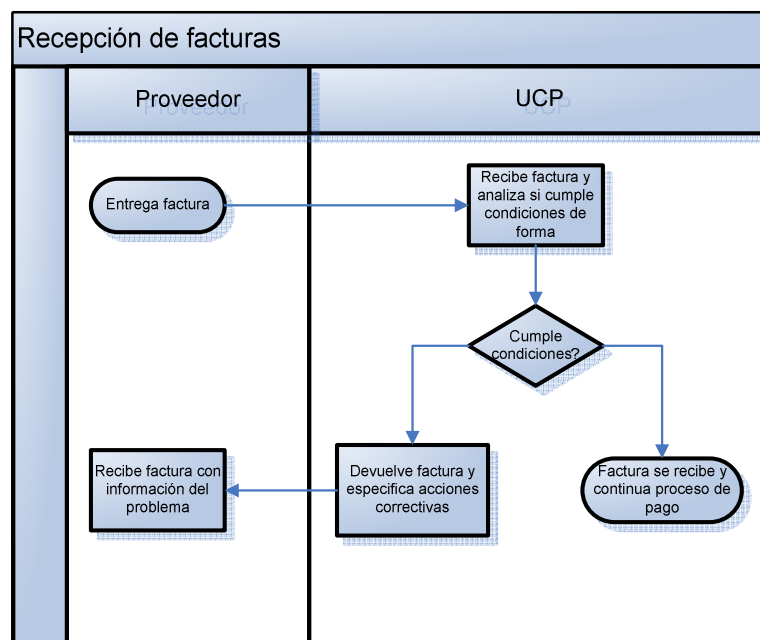 Recepción de facturas
Proveedor
UCP
Entrega factura
Recibe factura y
analiza si cumple
condiciones de
forma
Cumple
condiciones?
Recibe factura con
información del
problema
Devuelve factura y
especifica acciones
correctivas
Factura se recibe y
continua proceso de
pago